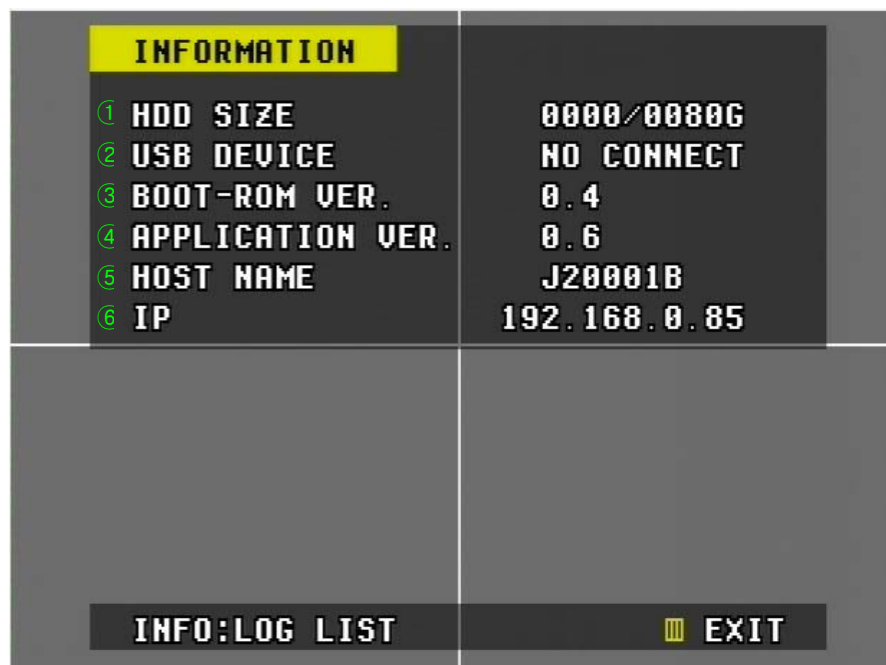 INFORMATION
① HDD SIZE 0000/0080G
② USB DEVICE NO CONNECT
③ BOOT-ROM VER. 0.4
④ APPLICATION VER. 0.6
⑤ HOST NAME J20001B
⑥ IP 192.168.0.85
INFO:LOG LIST EXIT